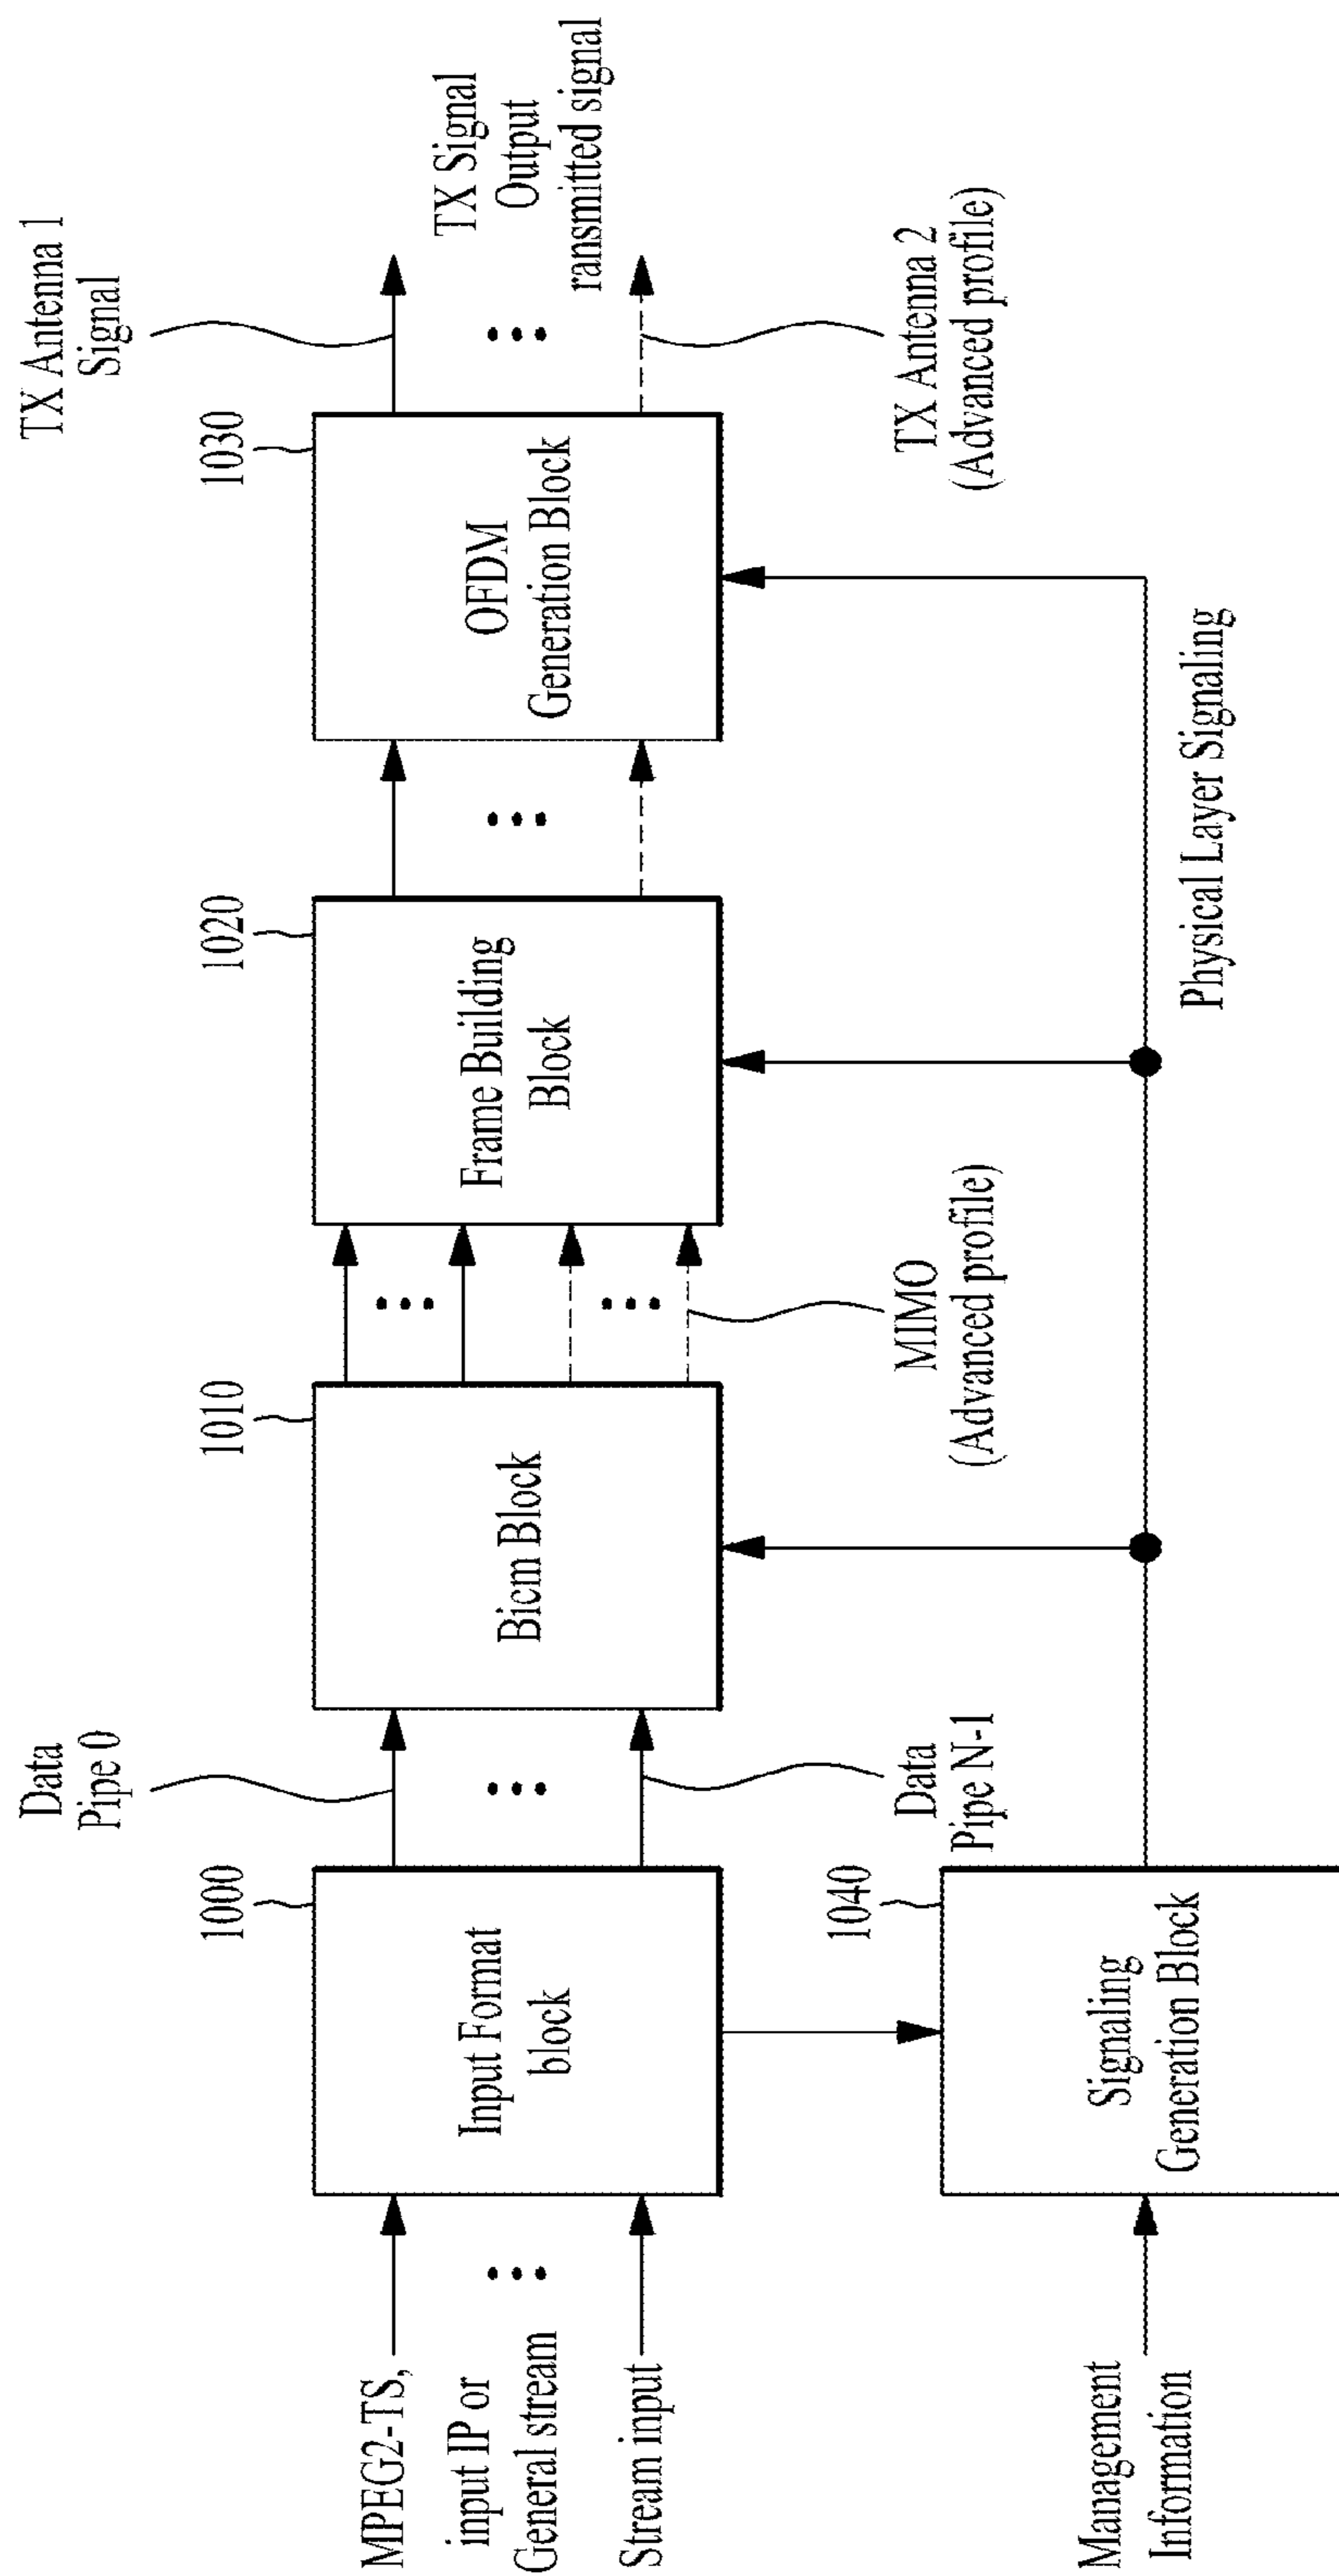 MPEG2-TS,
input IP or
General stream
Stream input
Management
Information
1000
Input Format
block
Data
Pipe 0
Data
Pipe N-1
1040
Signaling
Generation Block
1010
Bicm Block
MIMO
(Advanced profile)
1020
Frame Building
Block
Physical Layer Signaling
1030
OFDM
Generation Block
TX Antenna 1
Signal
TX Signal
Output
ransmitted signal
TX Antenna 2
(Advanced profile)